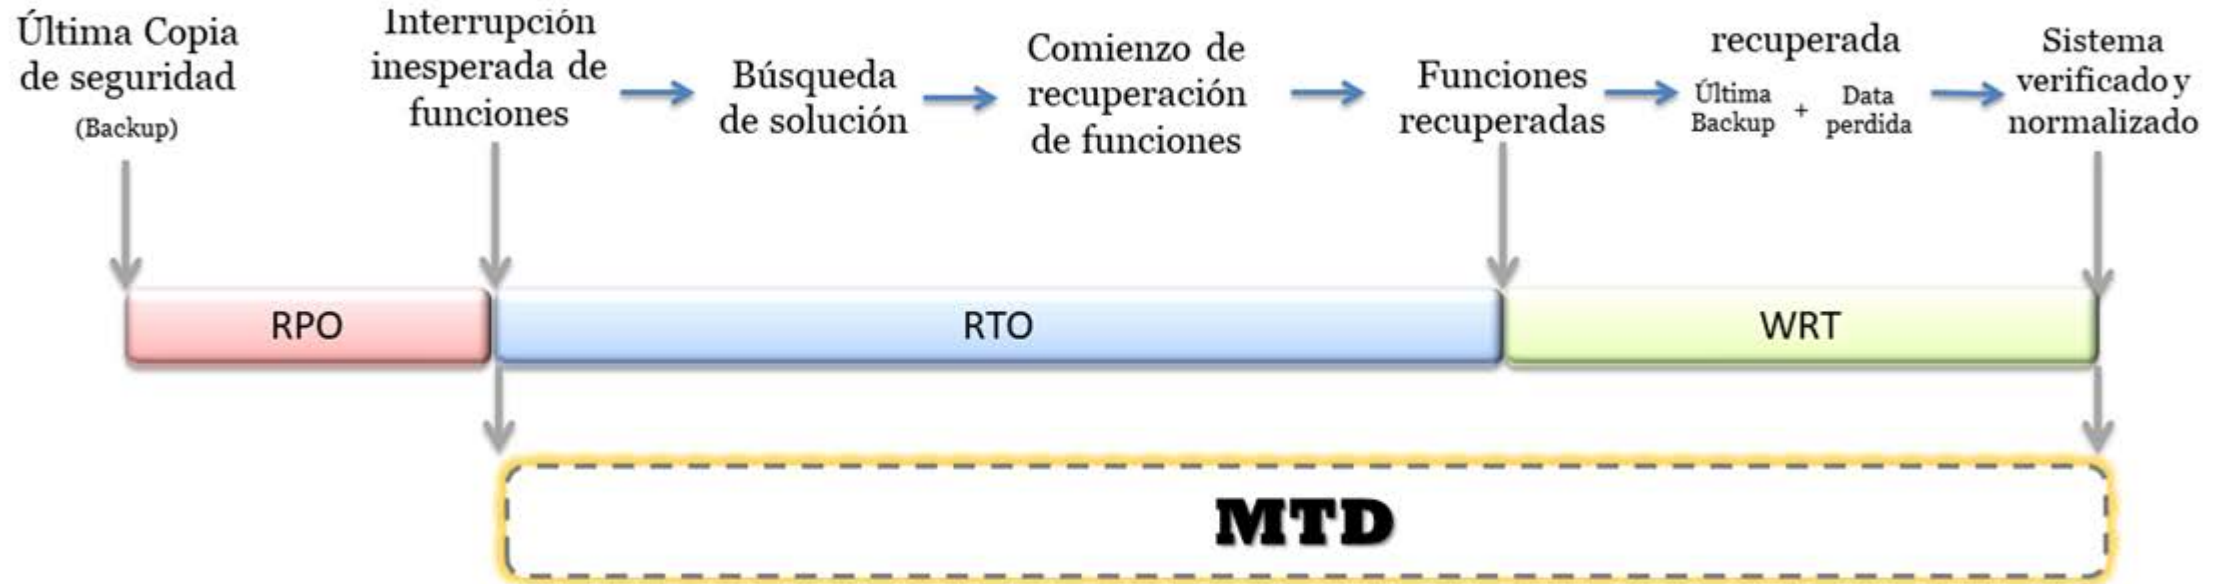 Última Copia
de seguridad
(Backup)
Interrupción
inesperada de
funciones
Búsqueda
de solución
Comienzo de
recuperación
de funciones
Funciones
recuperadas
recuperada
Última
Backup
+
Data
perdida
Sistema
verificado y
normalizado
RPO
RTO
WRT
MTD